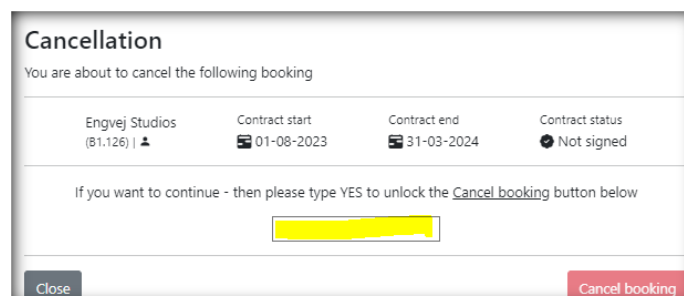 Cancellation
You are about to cancel the following booking
Engvej Studios
(B1.126) |
Contract start
01-08-2023
Contract end
31-03-2024
Contract status
Not signed
If you want to continue - then please type YES to unlock the Cancel booking button below
Close
Cancel booking